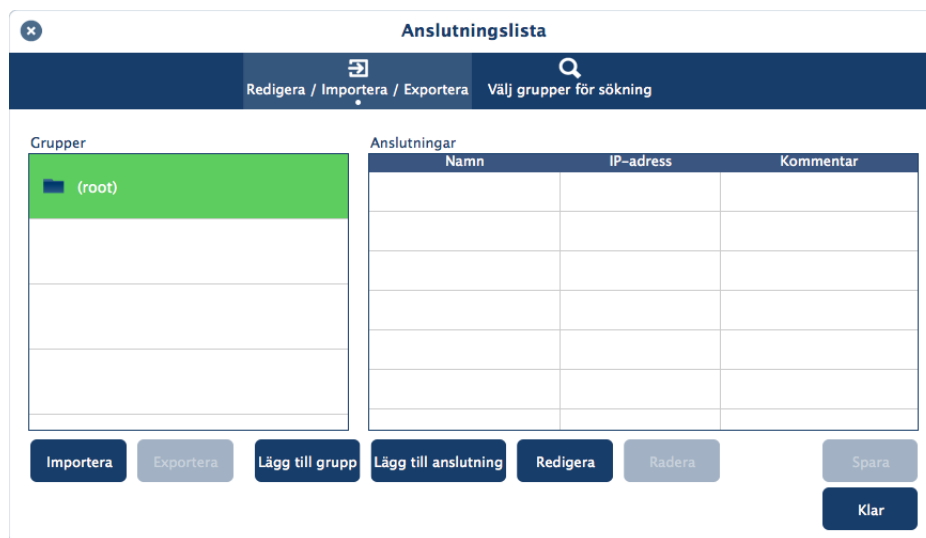 Anslutningslista
Redigera / Importera / Exportera Välj grupper för sökning
Grupper Anslutningar
Namn IP-adress Kommentar
(root)
Importera Exportera Lägg till grupp Lägg till anslutning Redigera Radera Spara
Klar